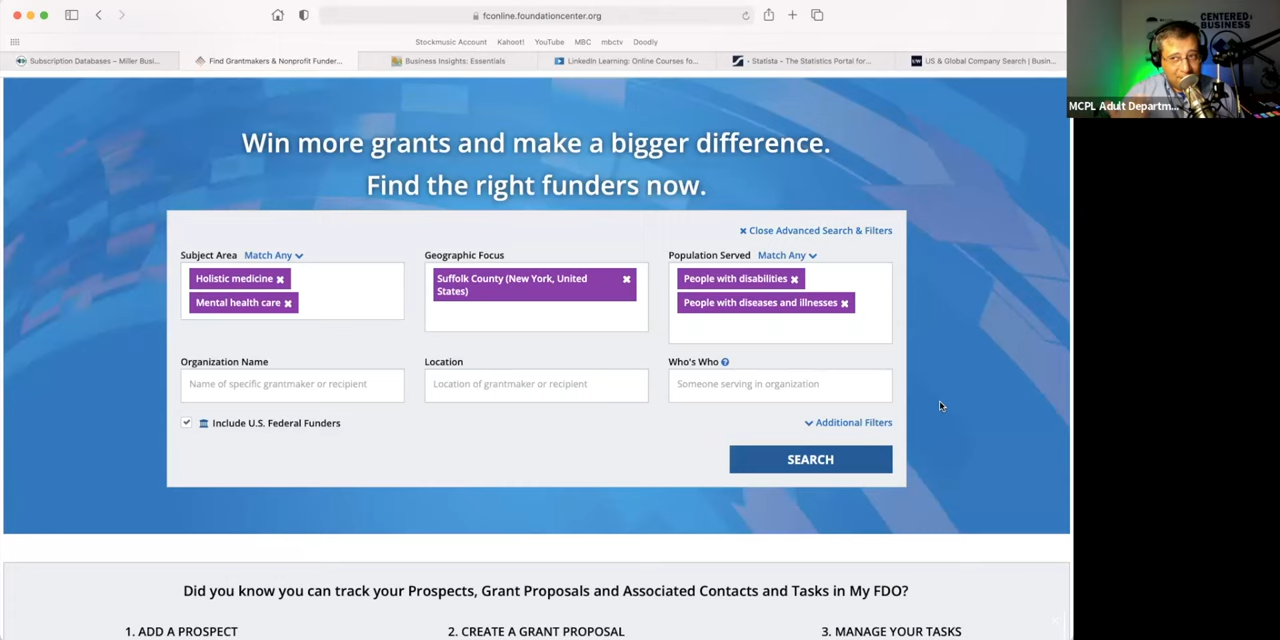 fconline.foundationcenter.org
Stockmusic Account Kahoot! YouTube MBC mbctv Doodly
Subscription Databases – Miller Busi...
Find Grantmakers & Nonprofit Funder...
Business Insights: Essentials
LinkedIn Learning: Online Courses fo...
- Statista - The Statistics Portal for...
US & Global Company Search | Busin...
CENTERED
BUSINESS
MCPL Adult Departm...
Win more grants and make a bigger difference.
Find the right funders now.
Close Advanced Search & Filters
Subject Area Match Any
Geographic Focus
Population Served Match Any
Holistic medicine
Mental health care
Suffolk County (New York, United
States)
People with disabilities
People with diseases and illnesses
Organization Name
Location
Who's Who
Name of specific grantmaker or recipient
Location of grantmaker or recipient
Someone serving in organization
Include U.S. Federal Funders
Additional Filters
SEARCH
Did you know you can track your Prospects, Grant Proposals and Associated Contacts and Tasks in My FDO?
1. ADD A PROSPECT
2. CREATE A GRANT PROPOSAL
3. MANAGE YOUR TASKS